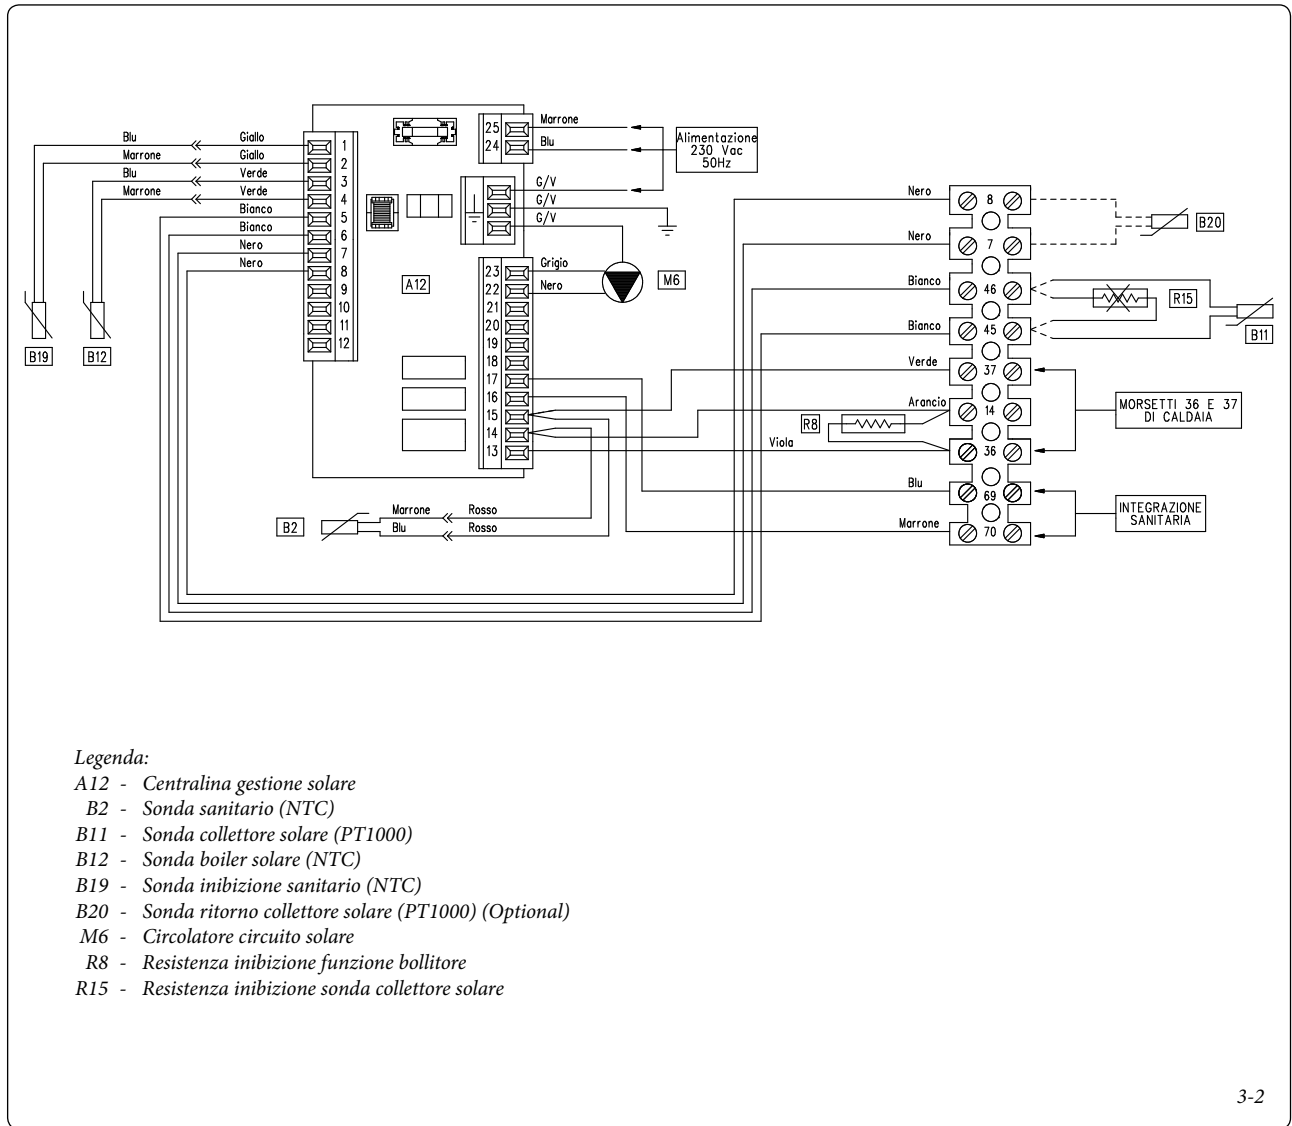 Blu Giallo
Marrone Giallo
Blu Verde
Marrone Verde
Bianco
Bianco
Nero
Nero
1
2
3
4
5
6
7
8
9
10
11
12
B19
B12
A12
25 Marrone
24 Blu
G/V
G/V
G/V
Alimentazione
230 Vac
50Hz
23 Grigio
22 Nero
21
20
19
18
17
16
15
14
13
M6
R8
B2
Marrone Rosso
Blu Rosso
Nero 8
Nero 7
Bianco 46
Bianco 45
Verde 37
Arancio 14
Viola 36
Blu 69
Marrone 70
B20
R15
B11
MORSETTI 36 E 37
DI CALDAIA
INTEGRAZIONE
SANITARIA
Legenda:
A12 - Centralina gestione solare
B2 - Sonda sanitario (NTC)
B11 - Sonda collettore solare (PT1000)
B12 - Sonda boiler solare (NTC)
B19 - Sonda inibizione sanitario (NTC)
B20 - Sonda ritorno collettore solare (PT1000) (Optional)
M6 - Circolatore circuito solare
R8 - Resistenza inibizione funzione bollitore
R15 - Resistenza inibizione sonda collettore solare
3-2